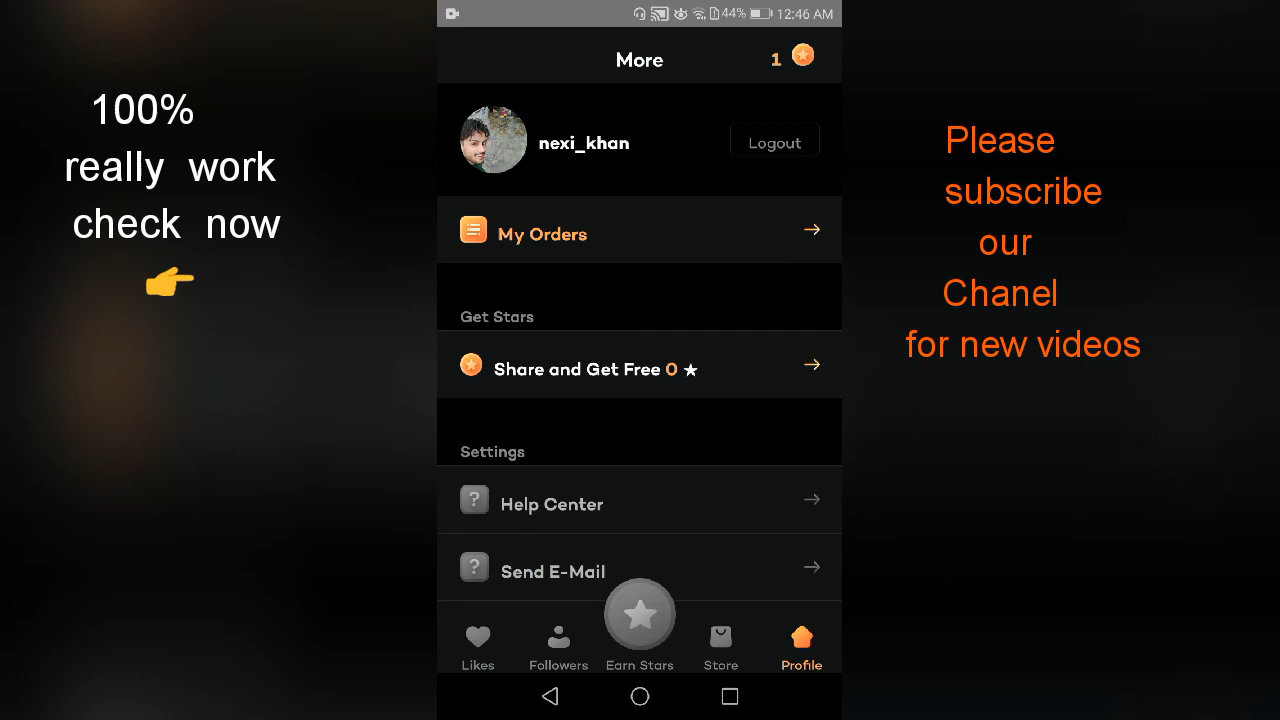 100%
really work
check now
44% 12:46 AM
More
1
nexi_khan
Logout
My Orders
Get Stars
Share and Get Free 0 ★
Settings
Help Center
Send E-Mail
Likes
Followers
Earn Stars
Store
Profile
Please
subscribe
our
Chanel
for new videos